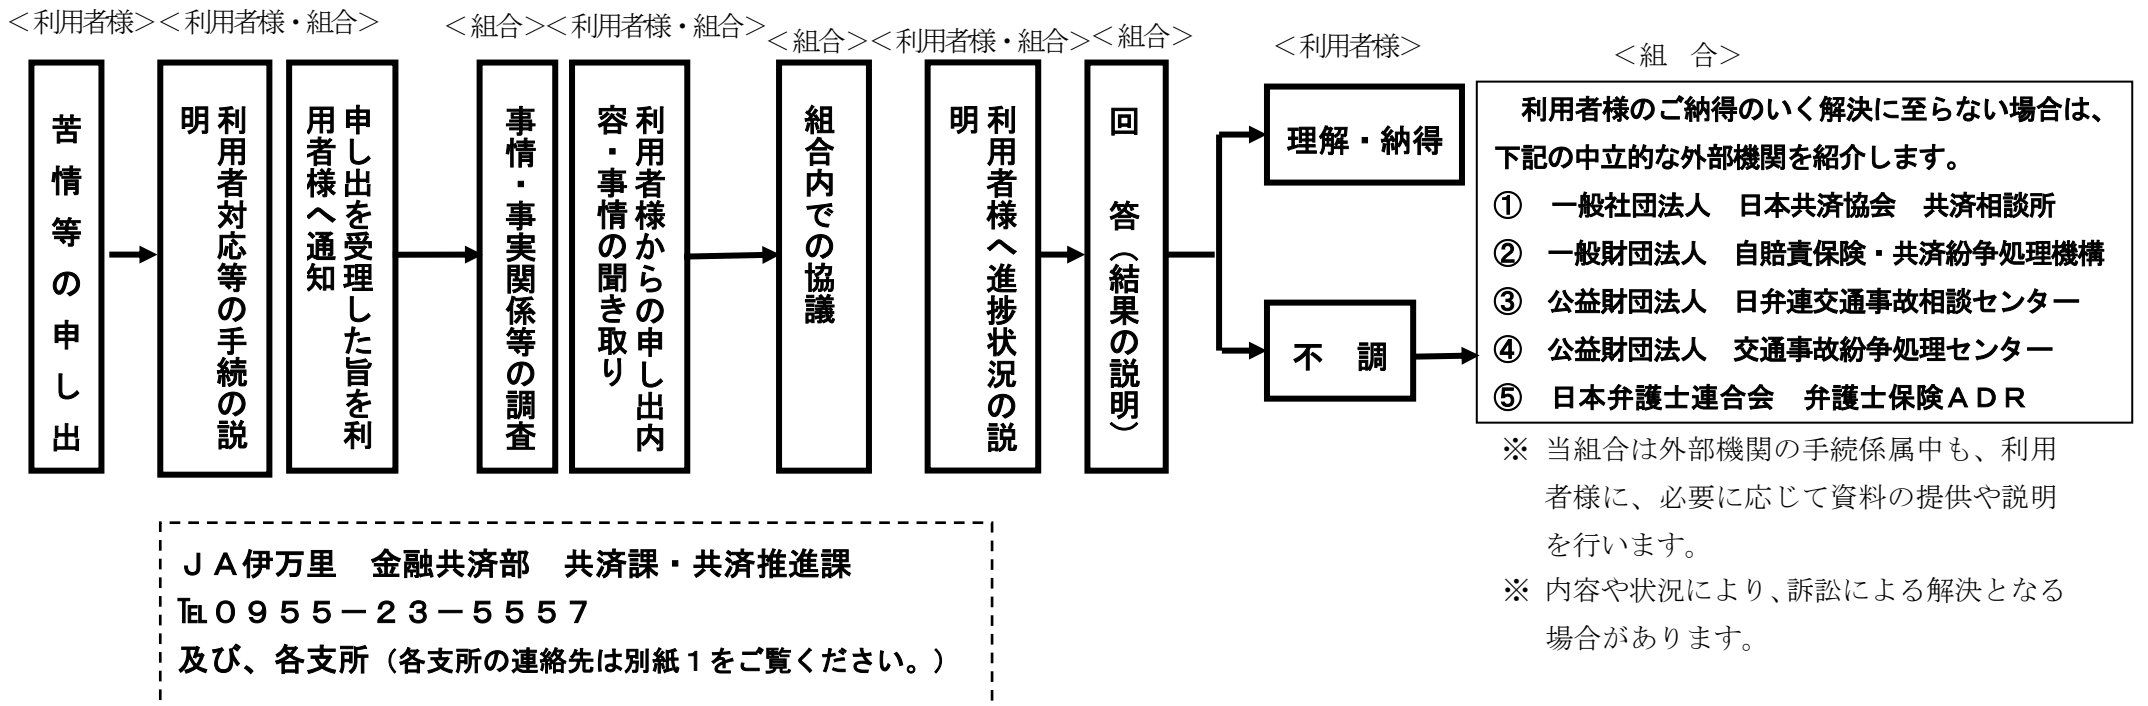 ＜利用者様＞
＜利用者様・組合＞
＜組合＞
＜利用者様・組合＞
＜組合＞
＜利用者様・組合＞
＜組合＞
＜利用者様＞
＜組　合＞
苦情等の申し出
利用者対応等の手続の説
明
申し出を受理した旨を利
用者様へ通知
事情・事実関係等の調査
利用者様からの申し出内
容・事情の聞き取り
組合内での協議
利用者様へ進捗状況の説
明
回　答（結果の説明）
理解・納得
不　調
利用者様のご納得のいく解決に至らない場合は、
下記の中立的な外部機関を紹介します。
①　一般社団法人　日本共済協会　共済相談所
②　一般財団法人　自賠責保険・共済紛争処理機構
③　公益財団法人　日弁連交通事故相談センター
④　公益財団法人　交通事故紛争処理センター
⑤　日本弁護士連合会　弁護士保険ＡＤＲ
※ 当組合は外部機関の手続係属中も、利用
者様に、必要に応じて資料の提供や説明
を行います。
※ 内容や状況により、訴訟による解決となる
場合があります。
ＪＡ伊万里　金融共済部　共済課・共済推進課
℡０９５５－２３－５５５７
及び、各支所（各支所の連絡先は別紙１をご覧ください。）